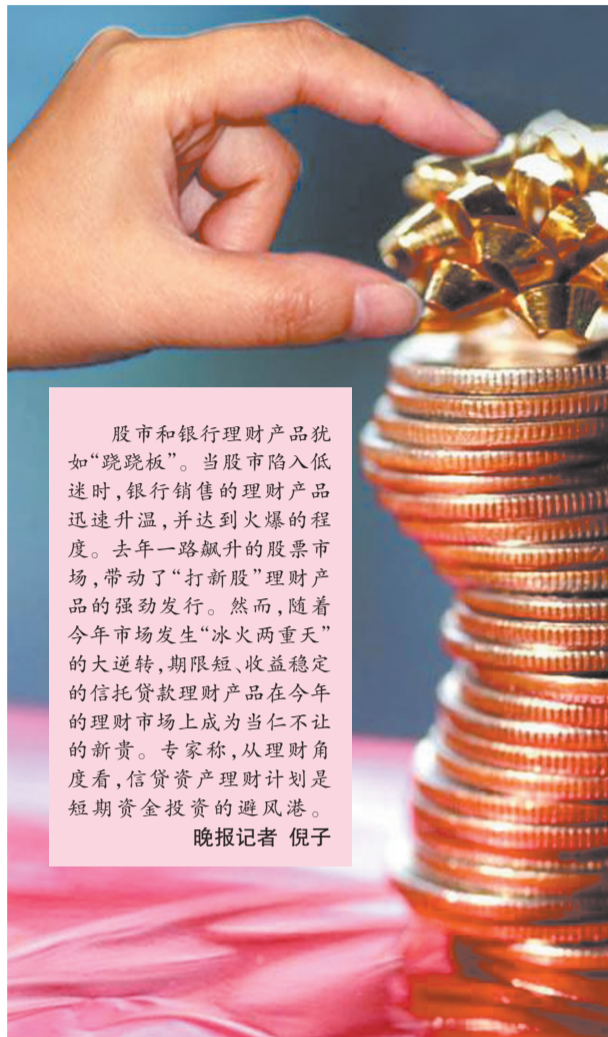 股市和银行理财产品犹
如“跷跷板”。当股市陷入低
迷时,银行销售的理财产品
迅速升温,并达到火爆的程
度。去年一路飙升的股票市
场,带动了“打新股”理财产
品的强劲发行。然而,随着
今年市场发生“冰火两重天”
的大逆转,期限短、收益稳定
的信托贷款理财产品在今年
的理财市场上成为当仁不让
的新贵。专家称,从理财角
度看,信贷资产理财计划是
短期资金投资的避风港。
晚报记者 倪子